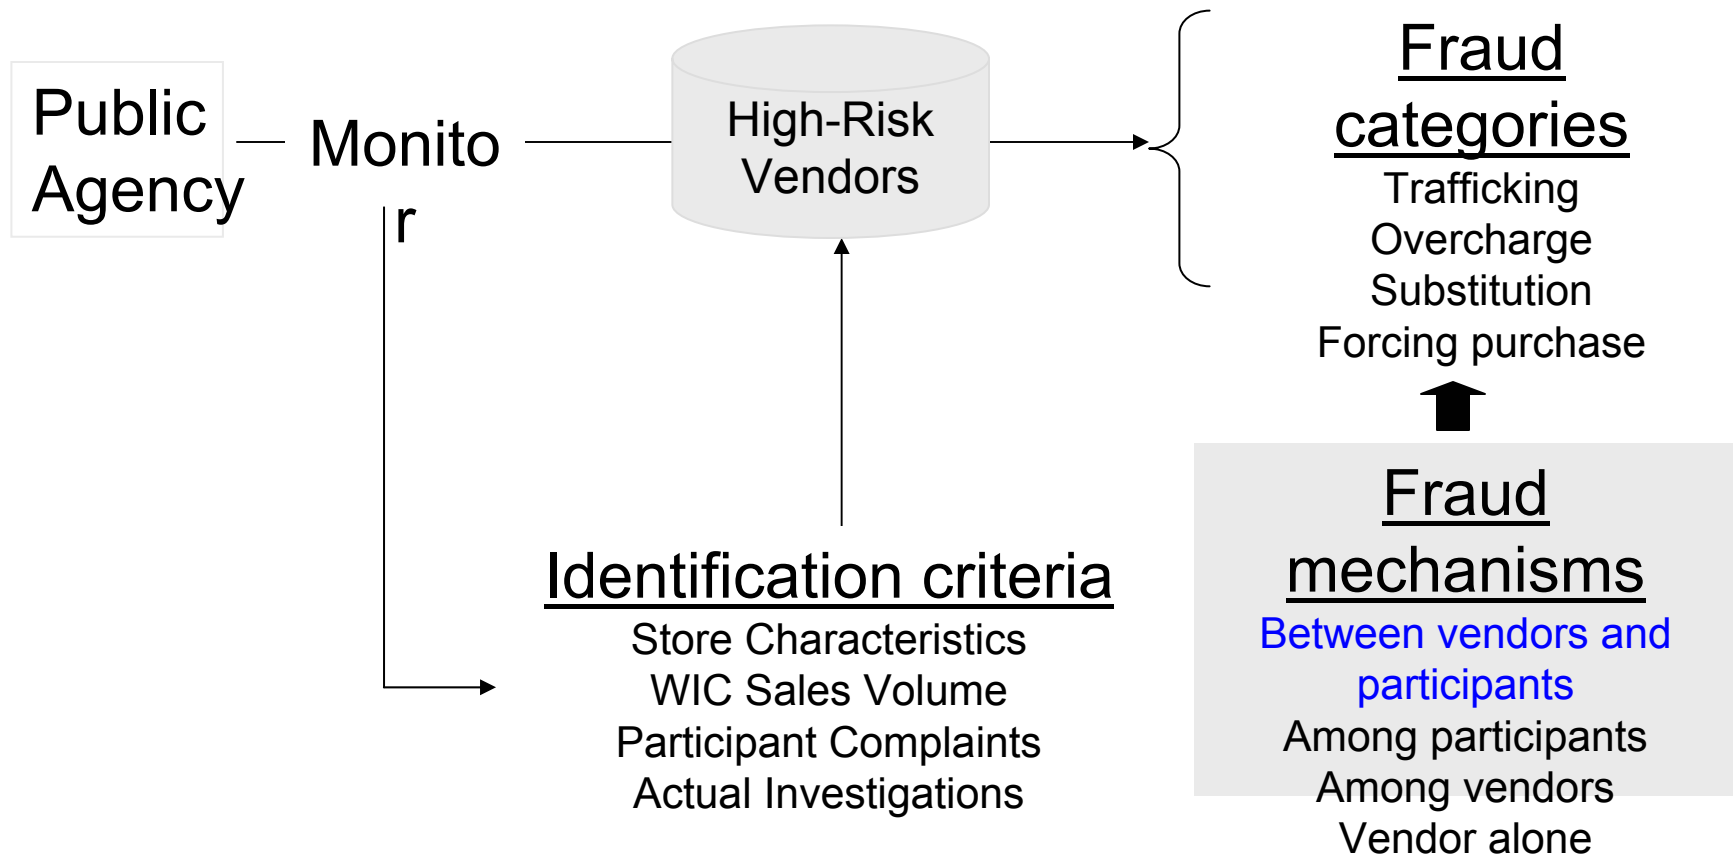 Public
Agency
Monito
r
High-Risk
Vendors
Fraud
categories
Trafficking
Overcharge
Substitution
Forcing purchase
Identification criteria
Store Characteristics
WIC Sales Volume
Participant Complaints
Actual Investigations
Fraud
mechanisms
Between vendors and
participants
Among participants
Among vendors
Vendor alone